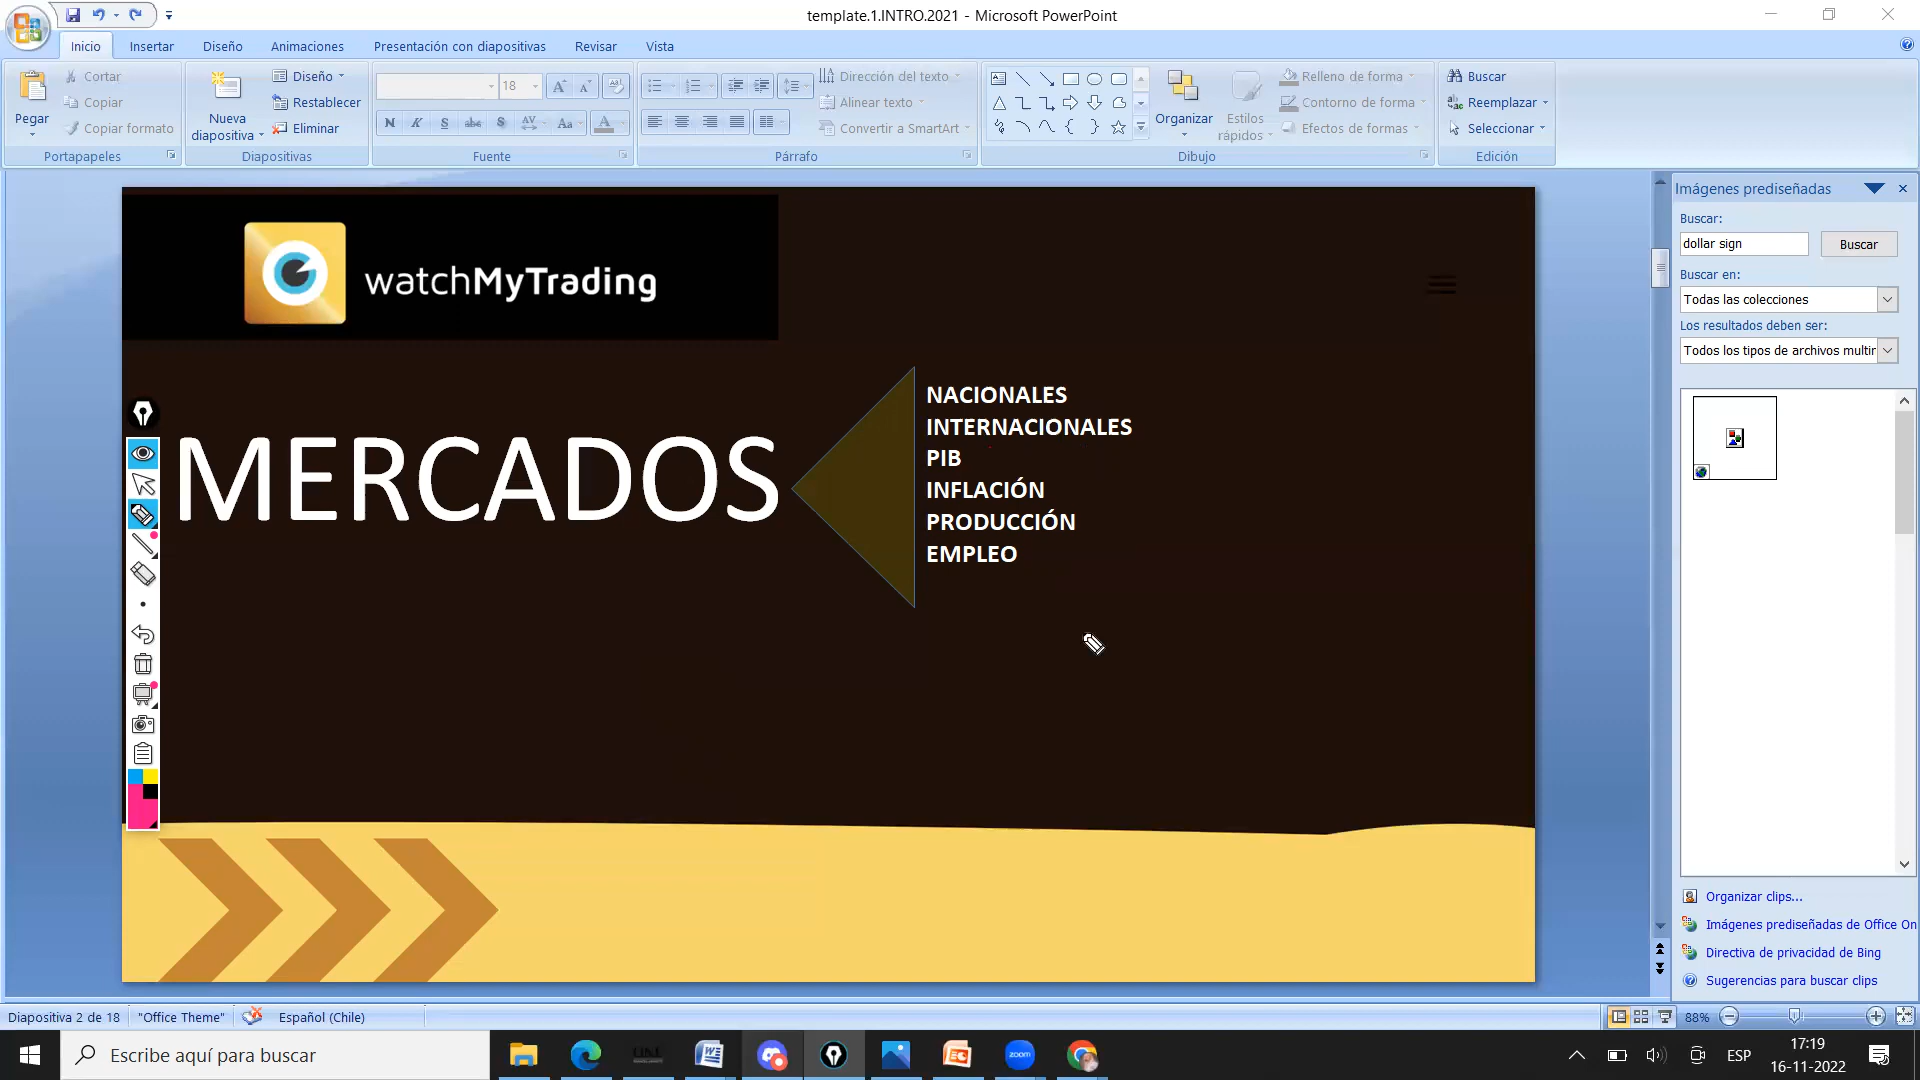 template.1.INTRO.2021 - Microsoft PowerPoint
Inicio Insertar Diseño Animaciones Presentación con diapositivas Revisar Vista
Pegar
Cortar
Copiar
Copiar formato
Portapapeles
Nueva diapositiva
Diseño
Restablecer
Eliminar
Diapositivas
18
N K S abc S AV Aa A
Fuente
Dirección del texto
Alinear texto
Convertir a SmartArt
Párrafo
Organizar
Estilos rápidos
Relleno de forma
Contorno de forma
Efectos de formas
Dibujo
Buscar
Reemplazar
Seleccionar
Edición
watchMyTrading
MERCADOS
NACIONALES
INTERNACIONALES
PIB
INFLACIÓN
PRODUCCIÓN
EMPLEO
Imágenes prediseñadas
Buscar:
dollar sign
Buscar
Buscar en:
Todas las colecciones
Los resultados deben ser:
Todos los tipos de archivos multir
Organizar clips...
Imágenes prediseñadas de Office On
Directiva de privacidad de Bing
Sugerencias para buscar clips
Diapositiva 2 de 18 "Office Theme" Español (Chile) 88%
Escribe aquí para buscar
zoom
ESP
17:19
16-11-2022